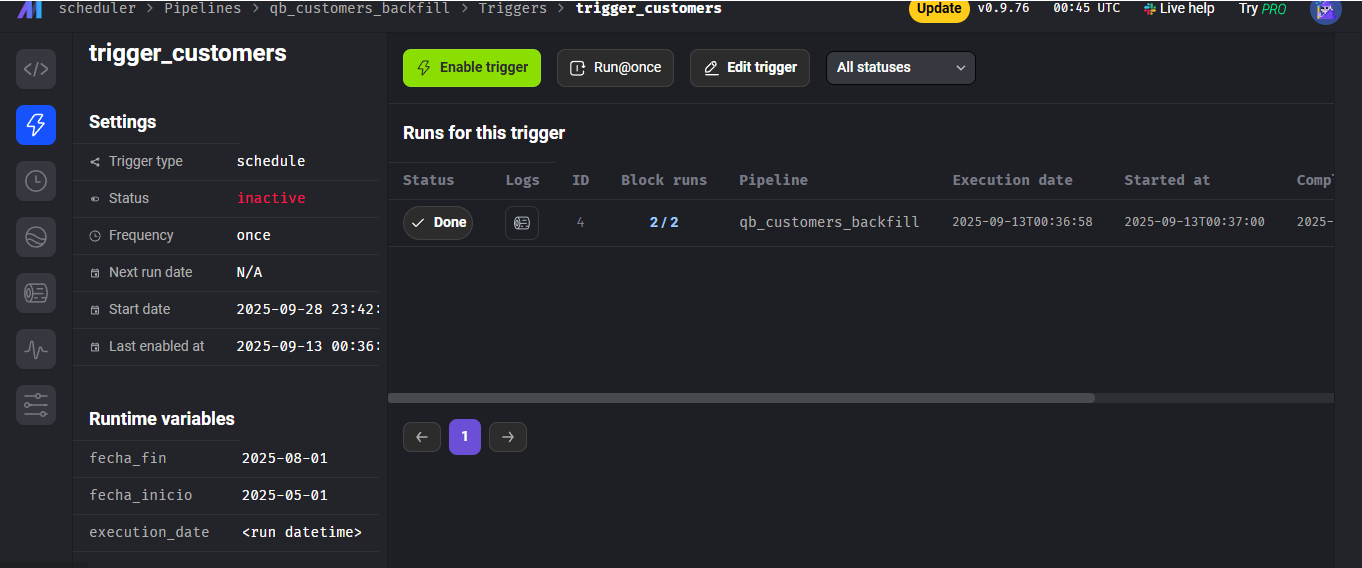 scheduler > Pipelines > qb_customers_backfill > Triggers > trigger_customers
Update v0.9.76 00:45 UTC Live help Try PRO
trigger_customers
Enable trigger Run@once Edit trigger All statuses
Settings
Trigger type schedule
Status inactive
Frequency once
Next run date N/A
Start date 2025-09-28 23:42:
Last enabled at 2025-09-13 00:36:
Runtime variables
fecha_fin 2025-08-01
fecha_inicio 2025-05-01
execution_date <run datetime>
Runs for this trigger
Status Logs ID Block runs Pipeline Execution date Started at Compl
Done 4 2/2 qb_customers_backfill 2025-09-13T00:36:58 2025-09-13T00:37:00 2025-
1